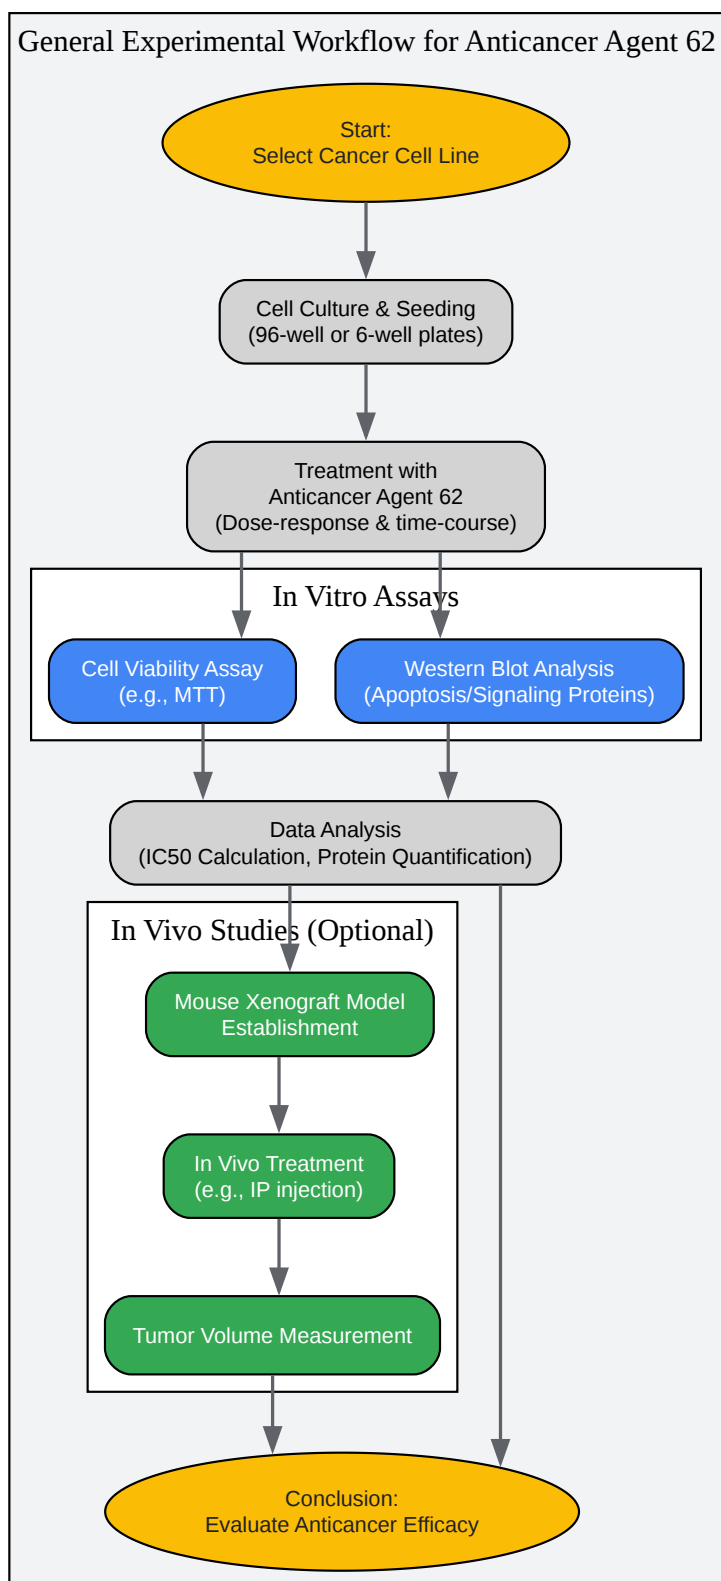 General Experimental Workflow for Anticancer Agent 62
Start:
Select Cancer Cell Line
Cell Culture & Seeding
(96-well or 6-well plates)
Treatment with
Anticancer Agent 62
(Dose-response & time-course)
In Vitro Assays
Cell Viability Assay
(e.g., MTT)
Western Blot Analysis
(Apoptosis/Signaling Proteins)
Data Analysis
(IC50 Calculation, Protein Quantification)
In Vivo Studies (Optional)
Mouse Xenograft Model
Establishment
In Vivo Treatment
(e.g., IP injection)
Tumor Volume Measurement
Conclusion:
Evaluate Anticancer Efficacy